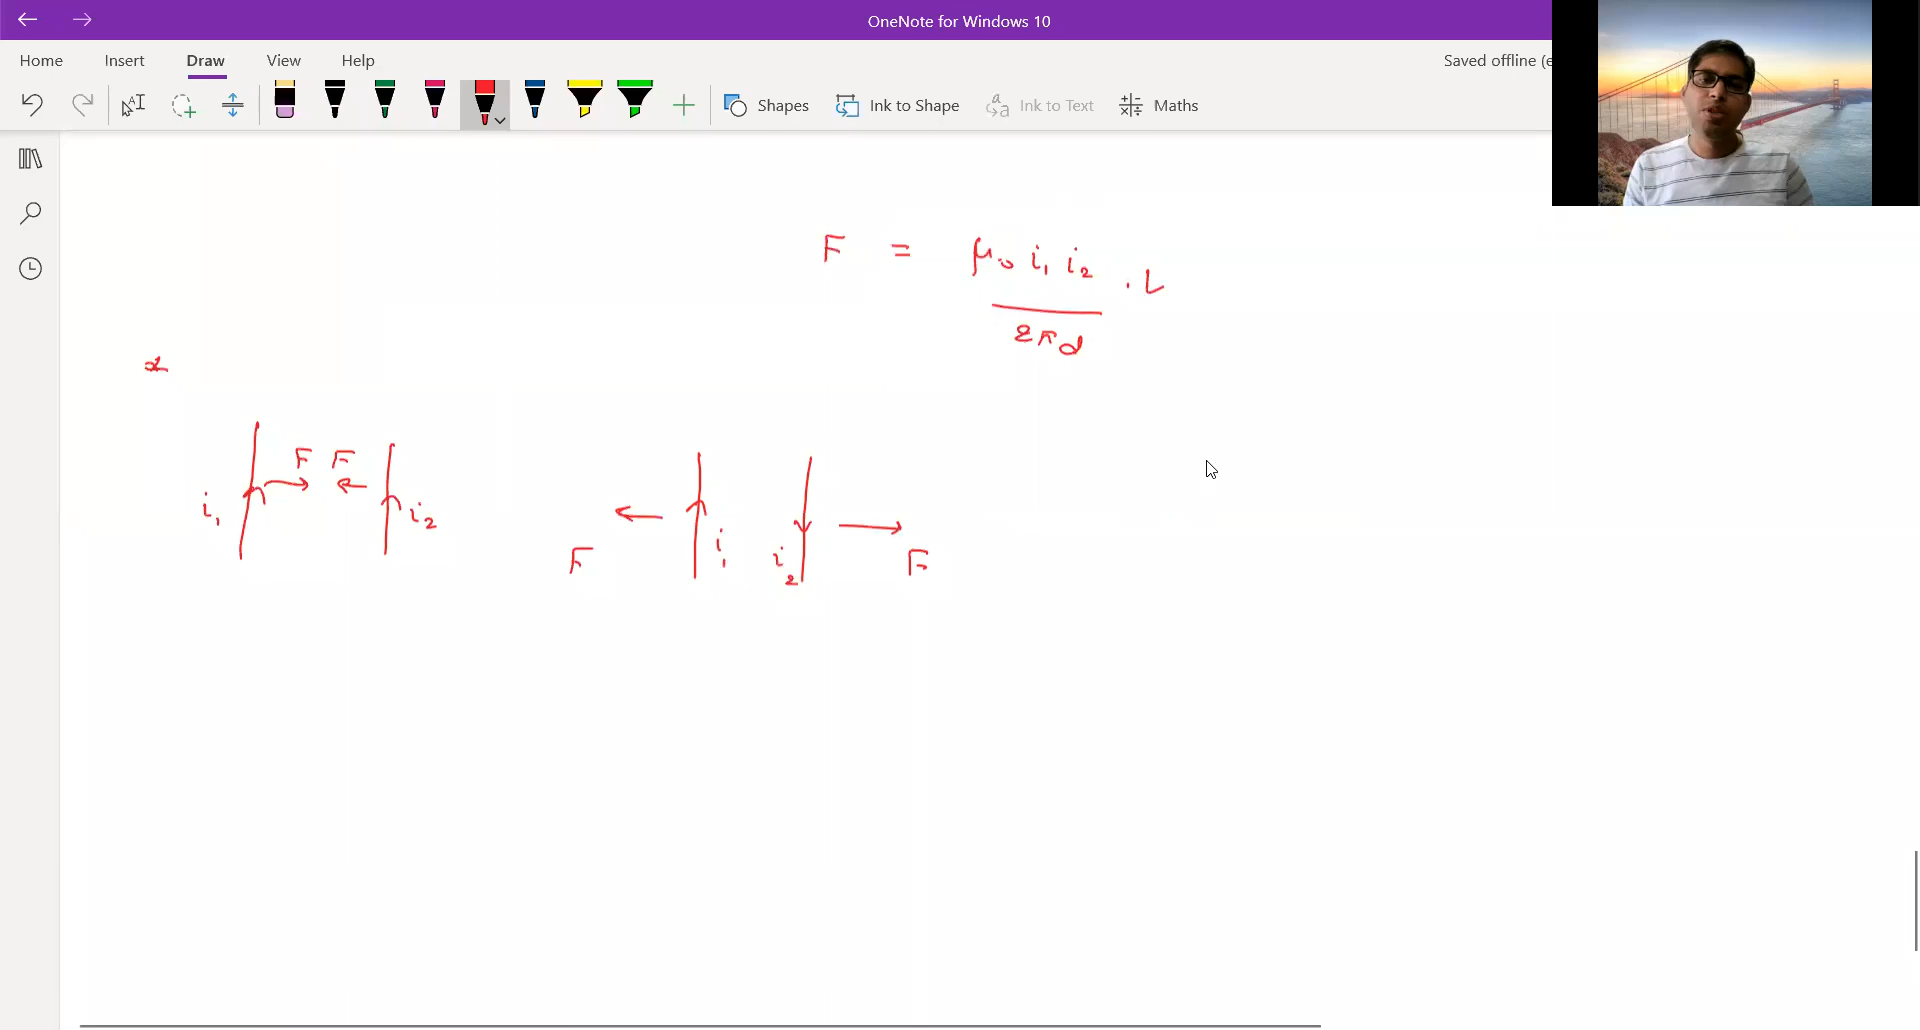 OneNote for Windows 10
Home Insert Draw View Help Saved offline (e
Shapes Ink to Shape Ink to Text Maths
F = μ₀ i₁ i₂ . L
2πd
F F
i₁ i₂
F i₁ i₂ F